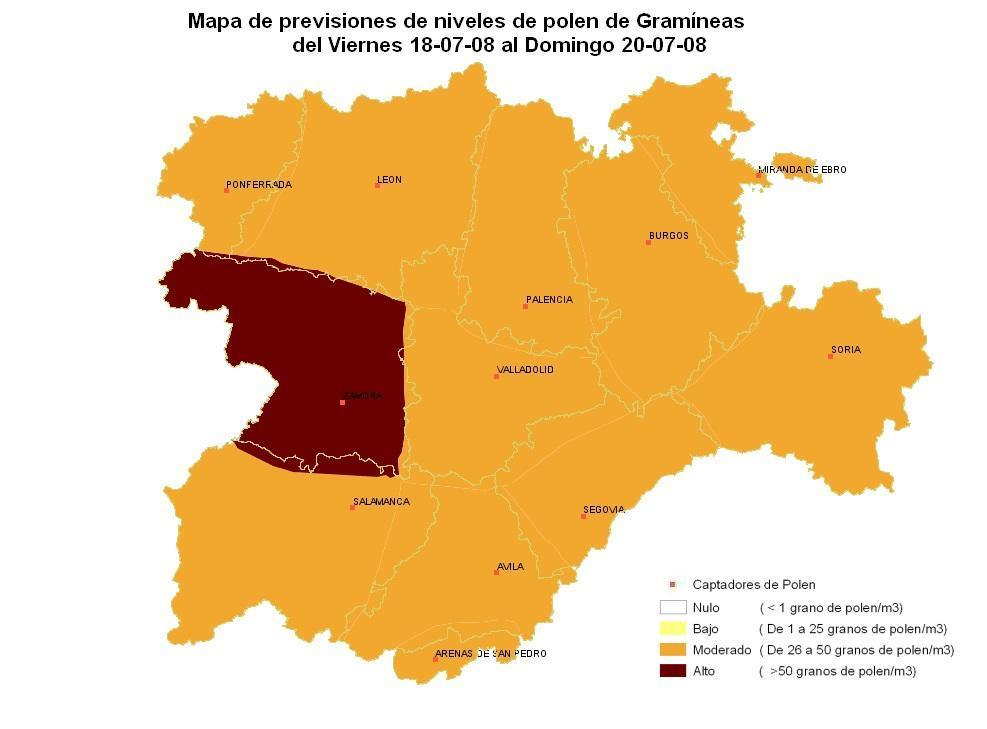 Mapa de previsiones de niveles de polen de Gramíneas
del Viernes 18-07-08 al Domingo 20-07-08
PONFERRADA
LEON
MIRANDA DE EBRO
BURGOS
PALENCIA
SORIA
VALLADOLID
ZAMORA
SALAMANCA
SEGOVIA
AVILA
ARENAS DE SAN PEDRO
Captadores de Polen
Nulo ( < 1 grano de polen/m3)
Bajo ( De 1 a 25 granos de polen/m3)
Moderado ( De 26 a 50 granos de polen/m3)
Alto ( >50 granos de polen/m3)